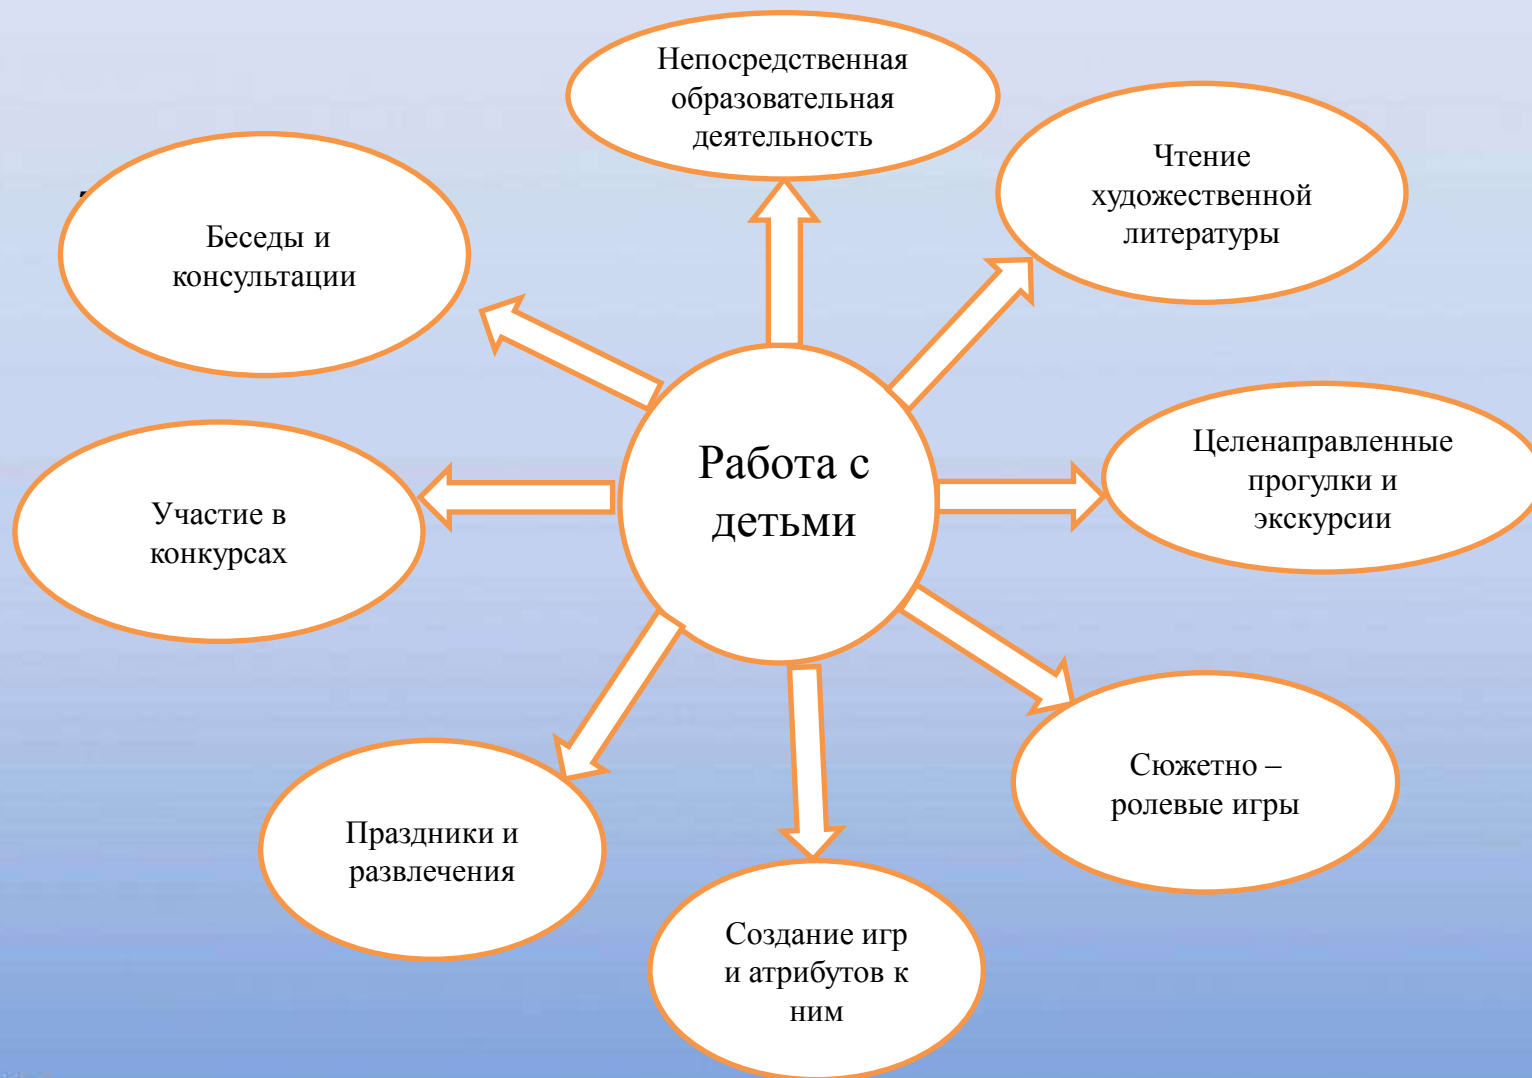 Непосредственная
образовательная
деятельность
Чтение
художественной
литературы
Беседы и
консультации
Целенаправленные
прогулки и
экскурсии
Работа с
детьми
Участие в
конкурсах
Сюжетно –
ролевые игры
Праздники и
развлечения
Создание игр
и атрибутов к
ним